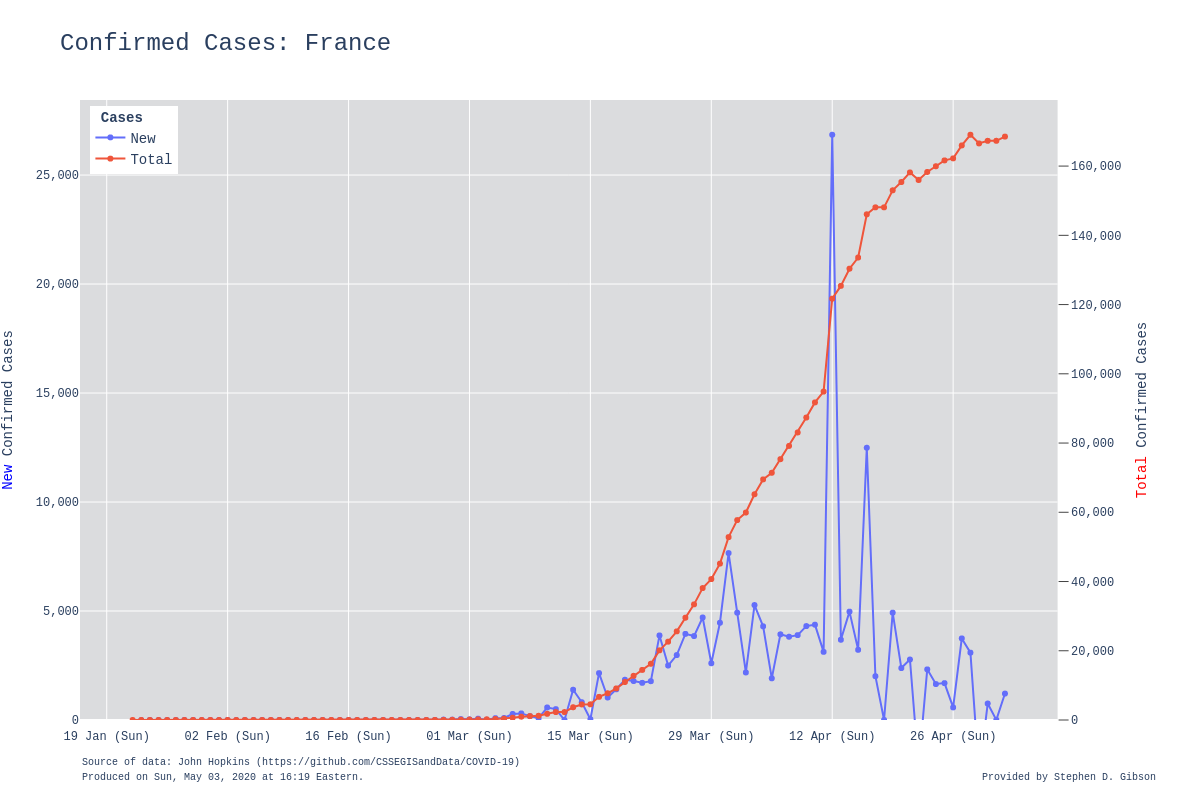 Confirmed Cases: France
Cases
New
Total
25,000
20,000
15,000
10,000
5,000
0
New Confirmed Cases
160,000
140,000
120,000
100,000
80,000
60,000
40,000
20,000
0
Total Confirmed Cases
19 Jan (Sun) 02 Feb (Sun) 16 Feb (Sun) 01 Mar (Sun) 15 Mar (Sun) 29 Mar (Sun) 12 Apr (Sun) 26 Apr (Sun)
Source of data: John Hopkins (https://github.com/CSSEGISandData/COVID-19)
Produced on Sun, May 03, 2020 at 16:19 Eastern.
Provided by Stephen D. Gibson